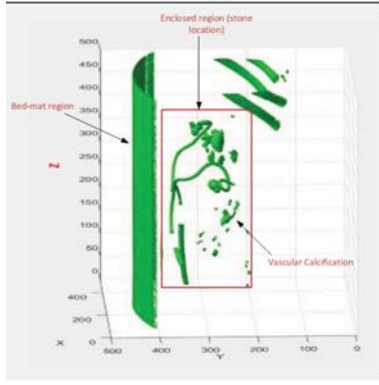 Enclosed region (stone
location)
500
450
400
Bed-mat region
350
300
250
Z
200
150
100
Vascular Calcification
50
0
400
200
X
0
500
400
300
200
100
0
Y